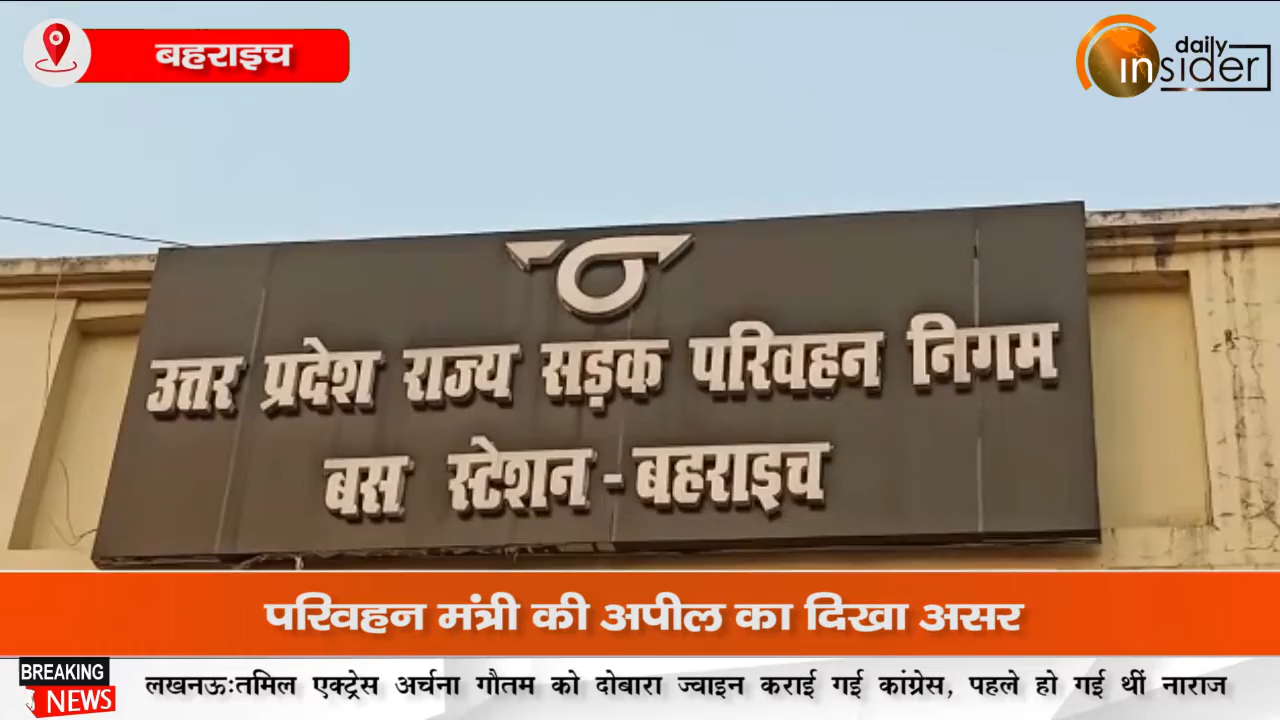 बहराइच
daily
insider
उत्तर प्रदेश राज्य सड़क परिवहन निगम
बस स्टेशन - बहराइच
परिवहन मंत्री की अपील का दिखा असर
BREAKING
NEWS
लखनऊःतमिल एक्ट्रेस अर्चना गौतम को दोबारा ज्वाइन कराई गई कांग्रेस, पहले हो गई थीं नाराज